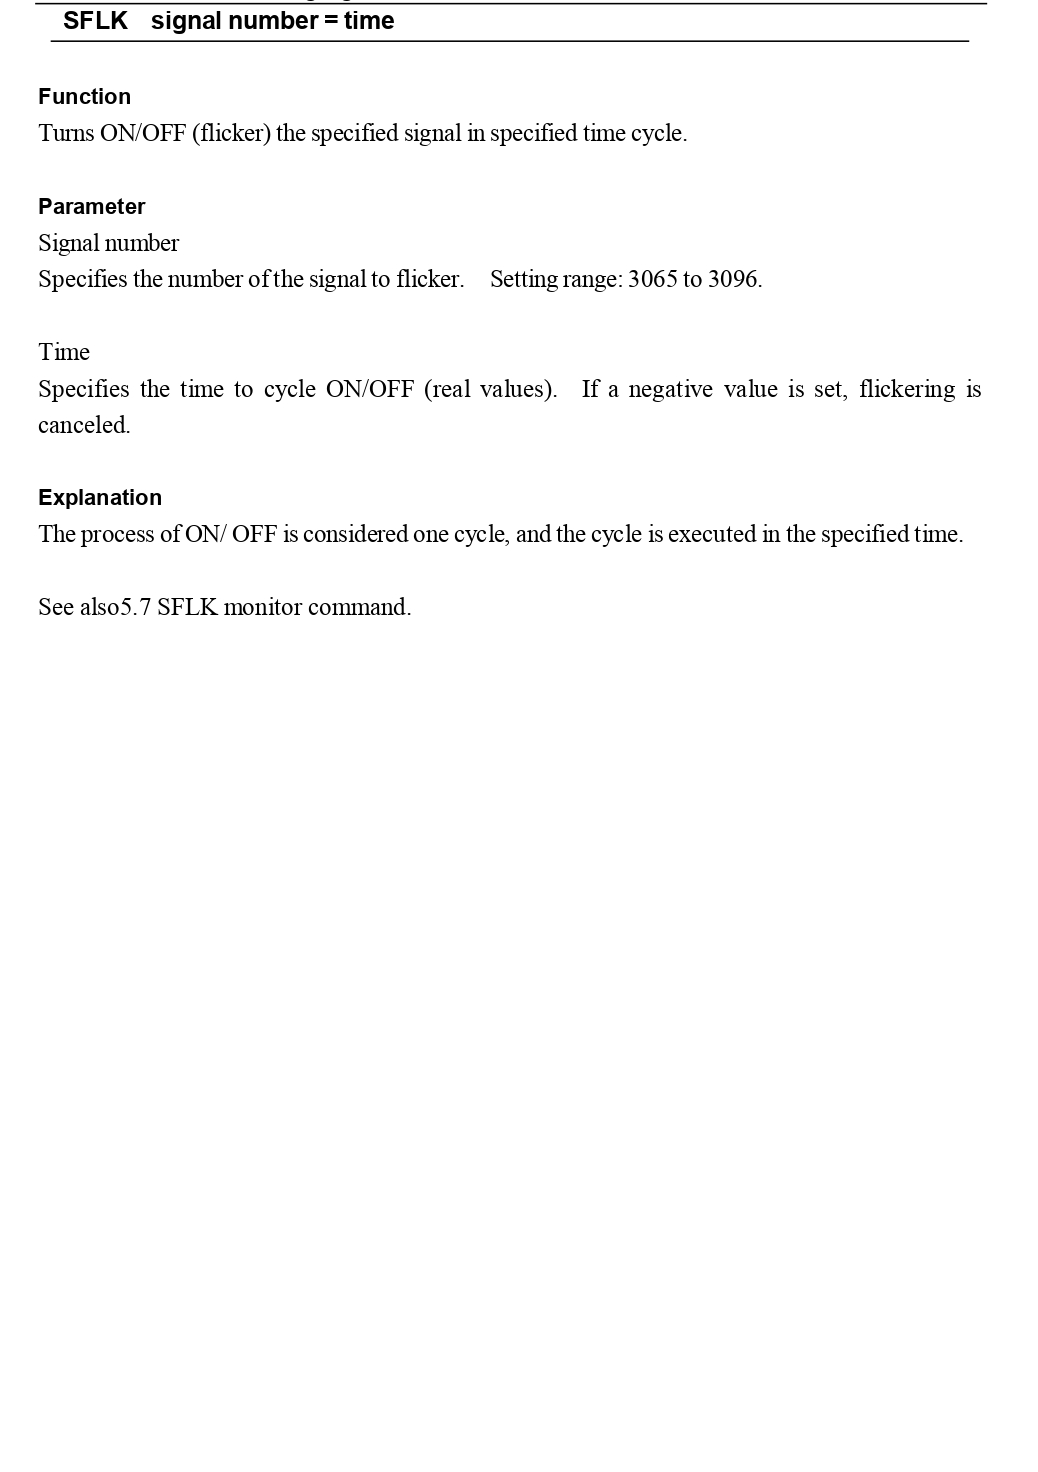 SFLK signal number = time
Function
Turns ON/OFF (flicker) the specified signal in specified time cycle.
Parameter
Signal number
Specifies the number of the signal to flicker. Setting range: 3065 to 3096.
Time
Specifies the time to cycle ON/OFF (real values). If a negative value is set, flickering is
canceled.
Explanation
The process of ON/ OFF is considered one cycle, and the cycle is executed in the specified time.
See also5.7 SFLK monitor command.